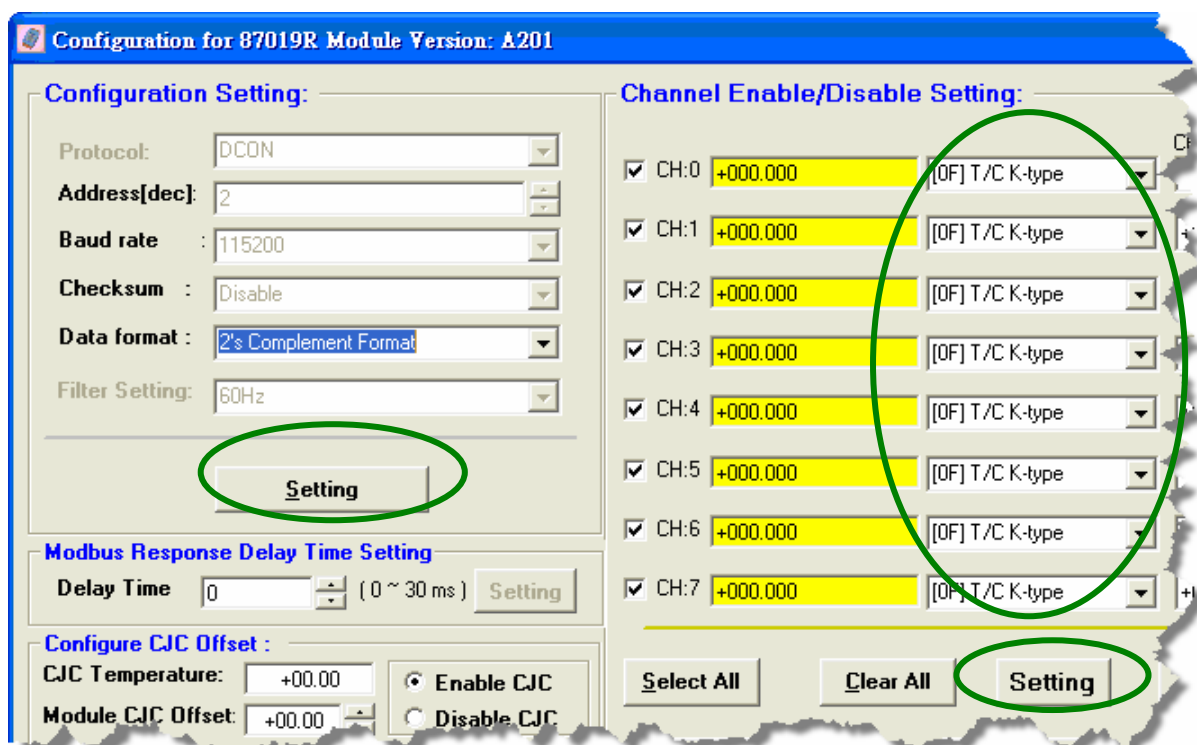 Configuration for 87019R Module Version: A201
Configuration Setting:
Protocol: DCON
Address[dec]: 2
Baud rate : 115200
Checksum : Disable
Data format : 2's Complement Format
Filter Setting: 60Hz
Setting
Modbus Response Delay Time Setting
Delay Time 0 ( 0 ~ 30 ms ) Setting
Configure CJC Offset :
CJC Temperature: +00.00 Enable CJC
Module CJC Offset: +00.00 Disable CJC
Channel Enable/Disable Setting:
CH:0 +000.000 [0F] T/C K-type
CH:1 +000.000 [0F] T/C K-type
CH:2 +000.000 [0F] T/C K-type
CH:3 +000.000 [0F] T/C K-type
CH:4 +000.000 [0F] T/C K-type
CH:5 +000.000 [0F] T/C K-type
CH:6 +000.000 [0F] T/C K-type
CH:7 +000.000 [0F] T/C K-type
Select All Clear All Setting